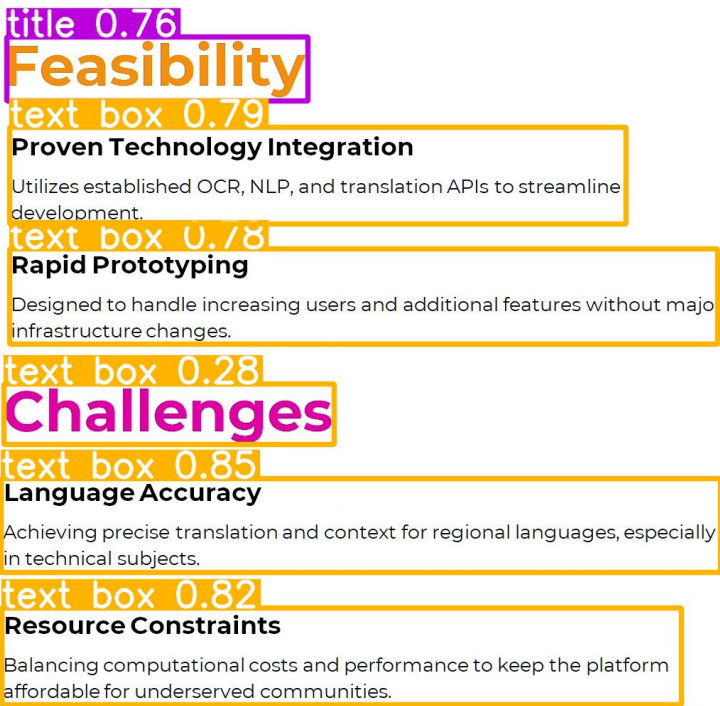 title 0.76
Feasibility
text box 0.79
Proven Technology Integration
Utilizes established OCR, NLP, and translation APIs to streamline
development.
text box 0.78
Rapid Prototyping
Designed to handle increasing users and additional features without majo
infrastructure changes.
text box 0.28
Challenges
text box 0.85
Language Accuracy
Achieving precise translation and context for regional languages, especially
in technical subjects.
text box 0.82
Resource Constraints
Balancing computational costs and performance to keep the platform
affordable for underserved communities.